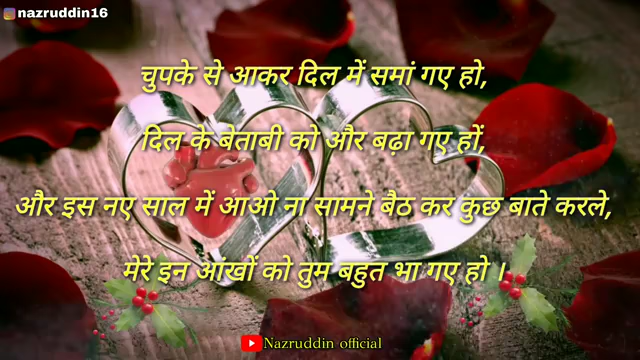 nazruddin16
चुपके से आकर दिल में समां गए हो,
दिल के बेताबी को और बढ़ा गए हों,
और इस नए साल में आओ ना सामने बैठ कर कुछ बाते करले,
मेरे इन आंखों को तुम बहुत भा गए हो ।
Nazruddin official